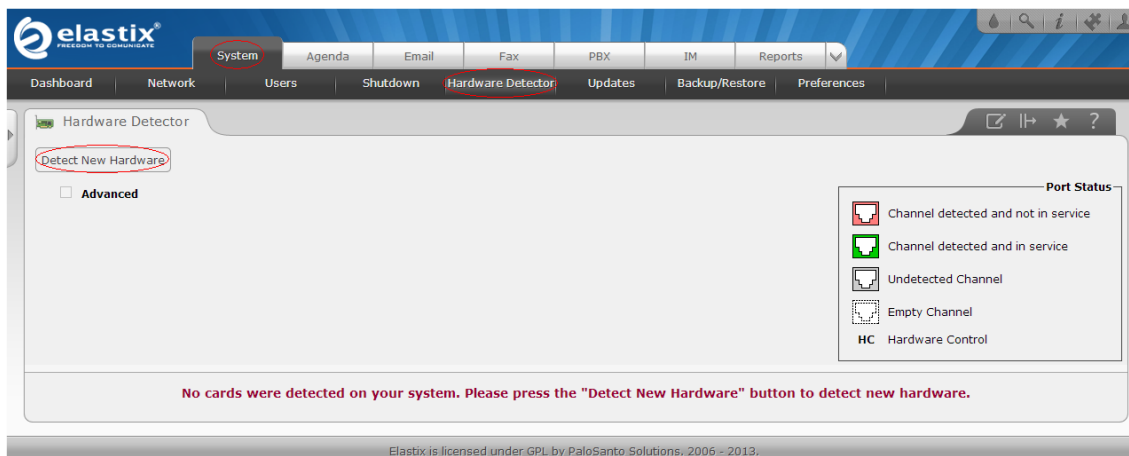 elastix®
FREEDOM TO COMUNICATE
System Agenda Email Fax PBX IM Reports
Dashboard Network Users Shutdown Hardware Detector Updates Backup/Restore Preferences
Hardware Detector
Detect New Hardware
Advanced
Port Status
Channel detected and not in service
Channel detected and in service
Undetected Channel
Empty Channel
HC Hardware Control
No cards were detected on your system. Please press the "Detect New Hardware" button to detect new hardware.
Elastix is licensed under GPL by PaloSanto Solutions. 2006 - 2013.